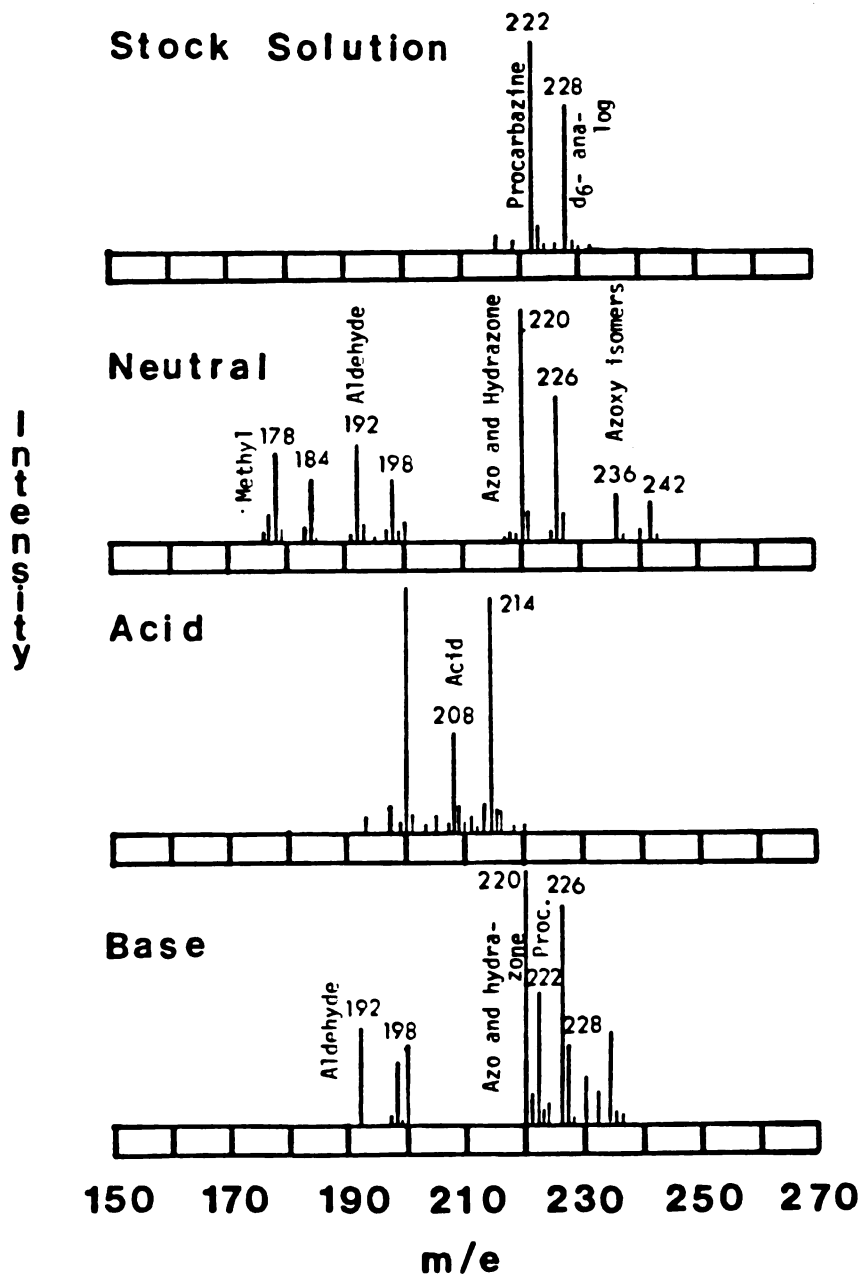 Stock Solution
222
Procarbazine
228
d6- ana-
log
Neutral
Methyl
178
184
Aldehyde
192
198
Azo and Hydrazone
220
226
Azoxy isomers
236
242
Intensity
Acid
Acid
208
214
Base
Aldehyde
192
198
Azo and hydra-
zone
220
Proc.
222
226
228
150 170 190 210 230 250 270
m/e